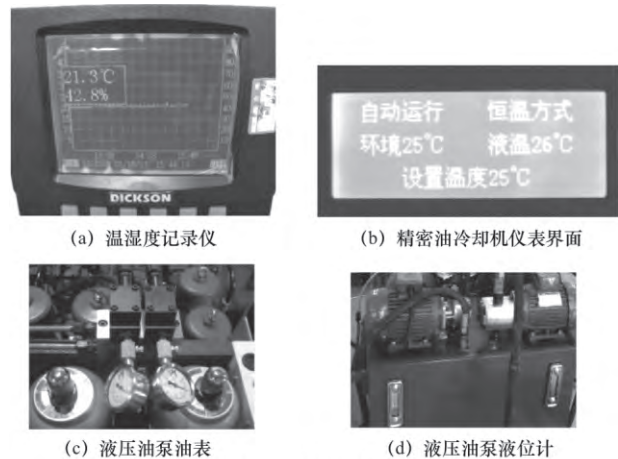 21.3℃
42.8%
DICKSON
(a) 温湿度记录仪
自动运行 恒温方式
环境25℃ 液温26℃
设置温度25℃
(b) 精密油冷却机仪表界面
(c) 液压油泵油表
(d) 液压油泵液位计